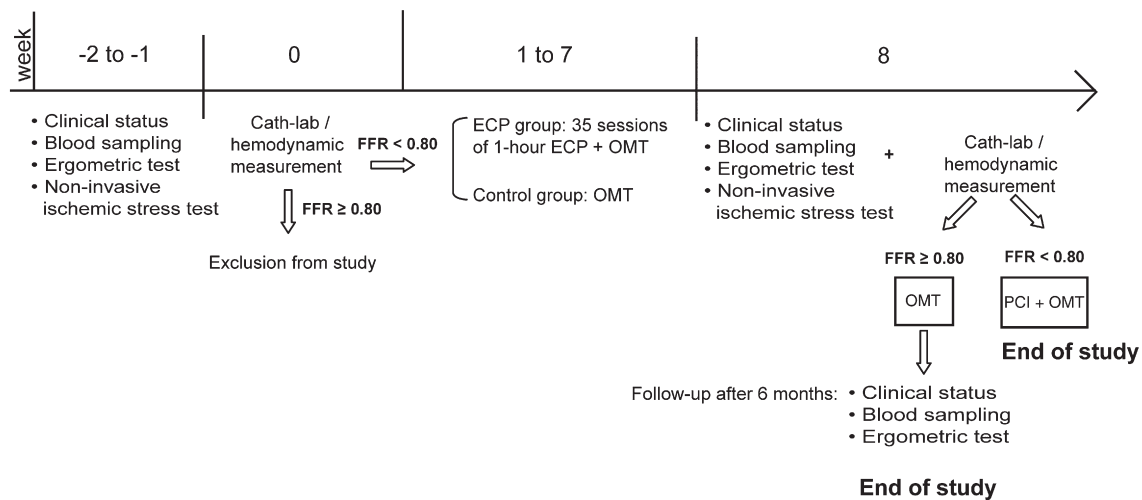 week
-2 to -1
0
1 to 7
8
• Clinical status
• Blood sampling
• Ergometric test
• Non-invasive
ischemic stress test
Cath-lab /
hemodynamic
measurement
FFR < 0.80
FFR ≥ 0.80
Exclusion from study
ECP group: 35 sessions
of 1-hour ECP + OMT
Control group: OMT
• Clinical status
• Blood sampling
• Ergometric test
• Non-invasive
ischemic stress test
+
Cath-lab /
hemodynamic
measurement
FFR ≥ 0.80
FFR < 0.80
OMT
PCI + OMT
End of study
Follow-up after 6 months:
• Clinical status
• Blood sampling
• Ergometric test
End of study